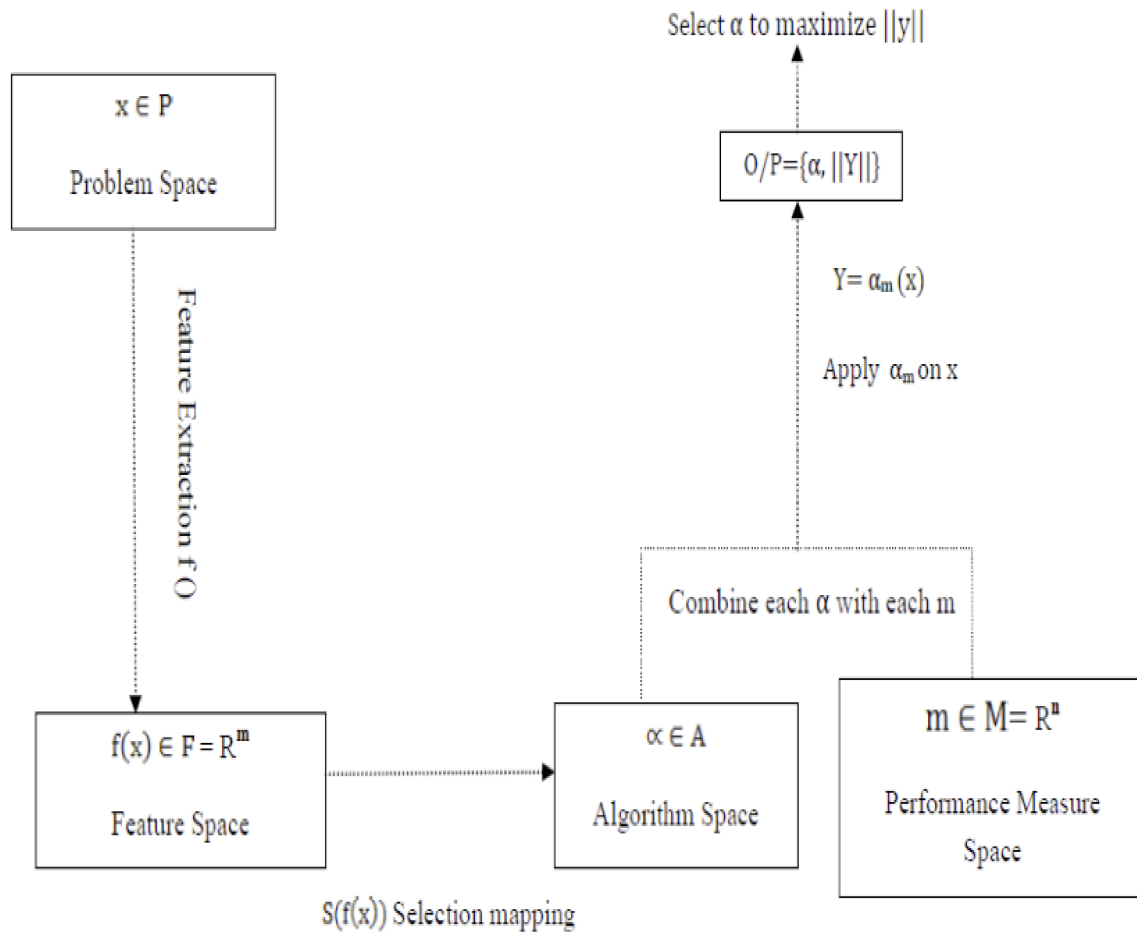 Select α to maximize ||y||
x ∈ P
Problem Space
O/P={α, ||Y||}
Feature Extraction f ()
Y= αₘ (x)
Apply αₘ on x
Combine each α with each m
f(x) ∈ F = Rᵐ
Feature Space
∝ ∈ A
Algorithm Space
m ∈ M= Rⁿ
Performance Measure
Space
S(f(x)) Selection mapping